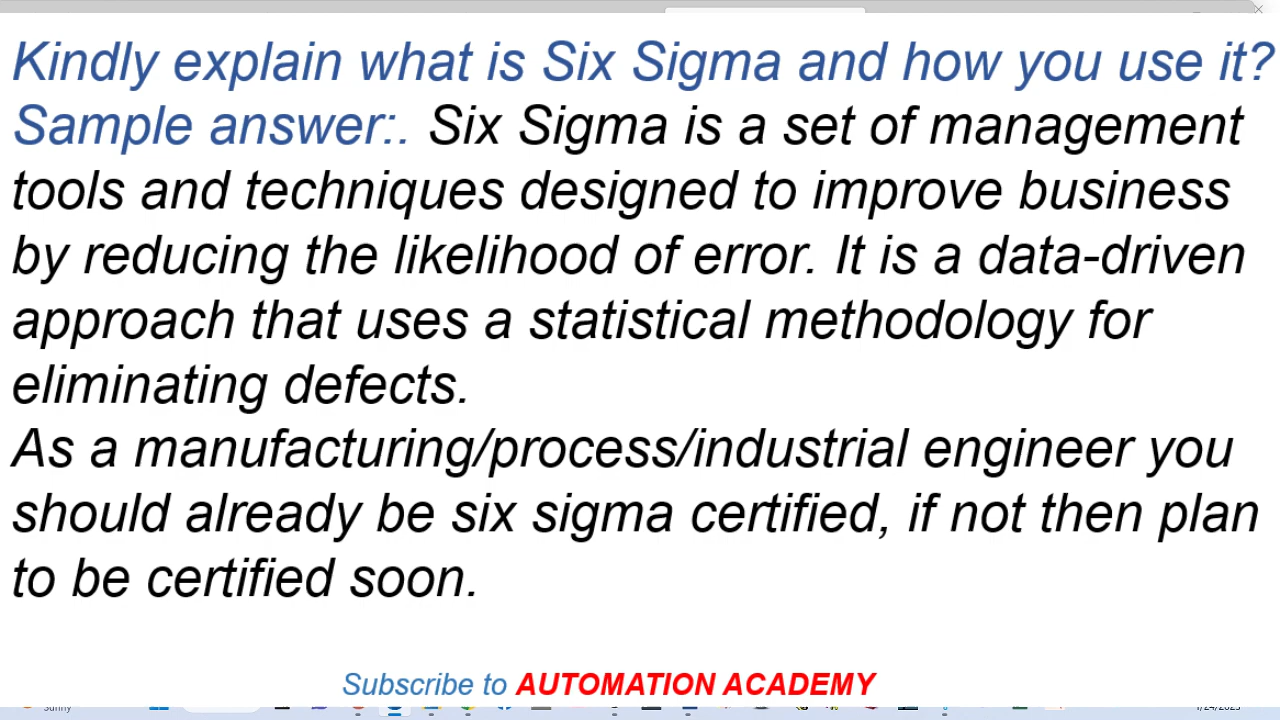 Kindly explain what is Six Sigma and how you use it?
Sample answer:. Six Sigma is a set of management
tools and techniques designed to improve business
by reducing the likelihood of error. It is a data-driven
approach that uses a statistical methodology for
eliminating defects.
As a manufacturing/process/industrial engineer you
should already be six sigma certified, if not then plan
to be certified soon.
Subscribe to AUTOMATION ACADEMY
Sunny